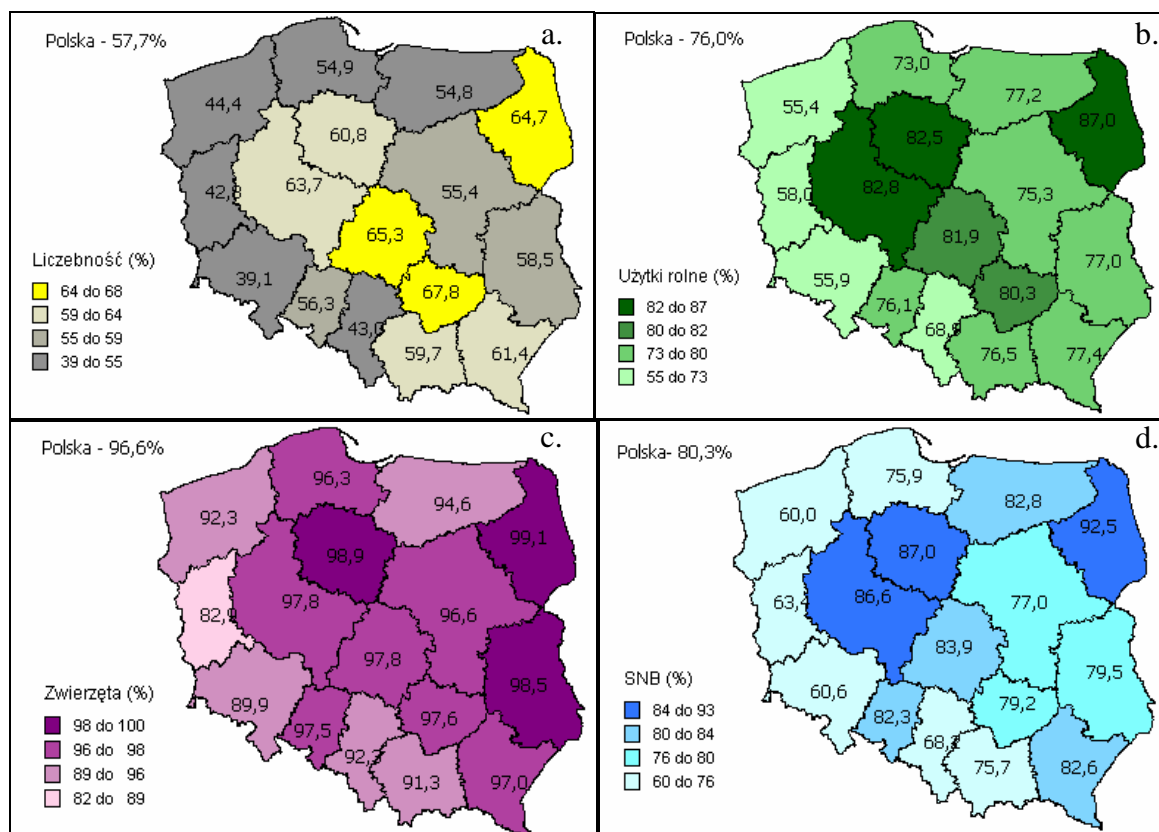 a.
Polska - 57,7%
54,9
54,8
44,4
64,7
60,8
42,8
63,7
55,4
65,3
58,5
39,1
56,3
67,8
43,0
59,7
61,4
Liczebność (%)
64 do 68
59 do 64
55 do 59
39 do 55
b.
Polska - 76,0%
73,0
77,2
55,4
87,0
82,5
58,0
82,8
75,3
81,9
77,0
55,9
76,1
80,3
76,5
77,4
Użytki rolne (%)
82 do 87
80 do 82
73 do 80
55 do 73
c.
Polska - 96,6%
96,3
94,6
92,3
99,1
98,9
82,9
97,8
96,6
97,8
98,5
89,9
97,5
97,6
91,3
97,0
Zwierzęta (%)
98 do 100
96 do 98
89 do 96
82 do 89
d.
Polska- 80,3%
75,9
82,8
60,0
92,5
87,0
63,4
86,6
77,0
83,9
79,5
60,6
82,3
79,2
75,7
82,6
SNB (%)
84 do 93
80 do 84
76 do 80
60 do 76